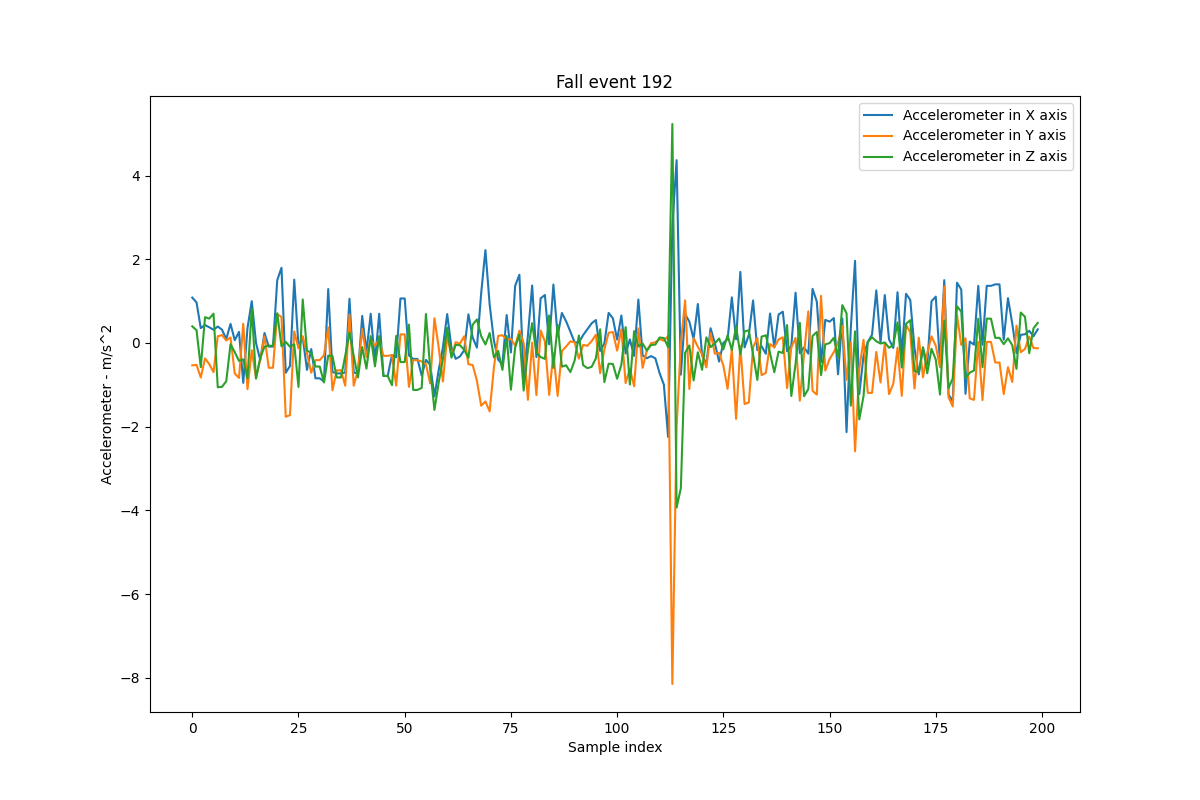 Fall event 192
Accelerometer in X axis
Accelerometer in Y axis
Accelerometer in Z axis
Accelerometer - m/s^2
4
2
0
−2
−4
−6
−8
0 25 50 75 100 125 150 175 200
Sample index